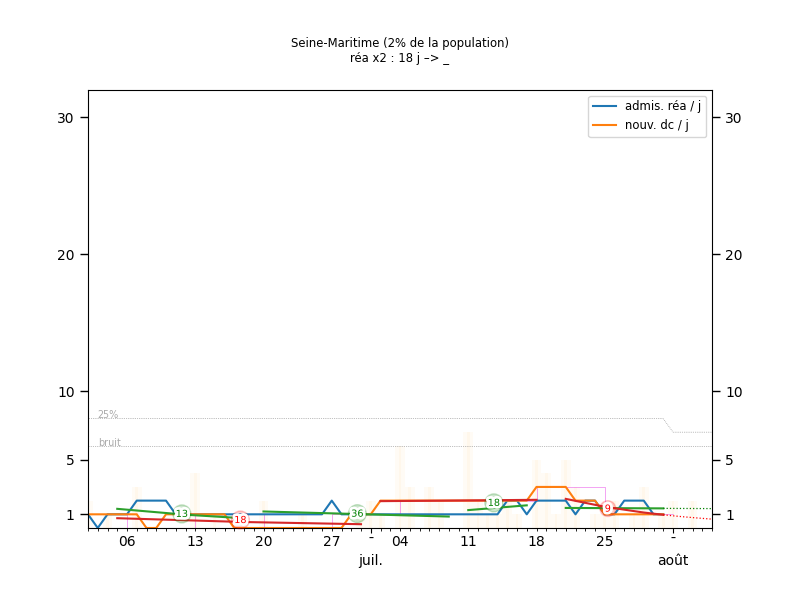 Seine-Maritime (2% de la population)
réa x2 : 18 j –> _
admis. réa / j
nouv. dc / j
30 30
20 20
10 10
25%
bruit
5 5
1 1
13 18 36 18 9
06 13 20 27 - 04 11 18 25 -
juil. août